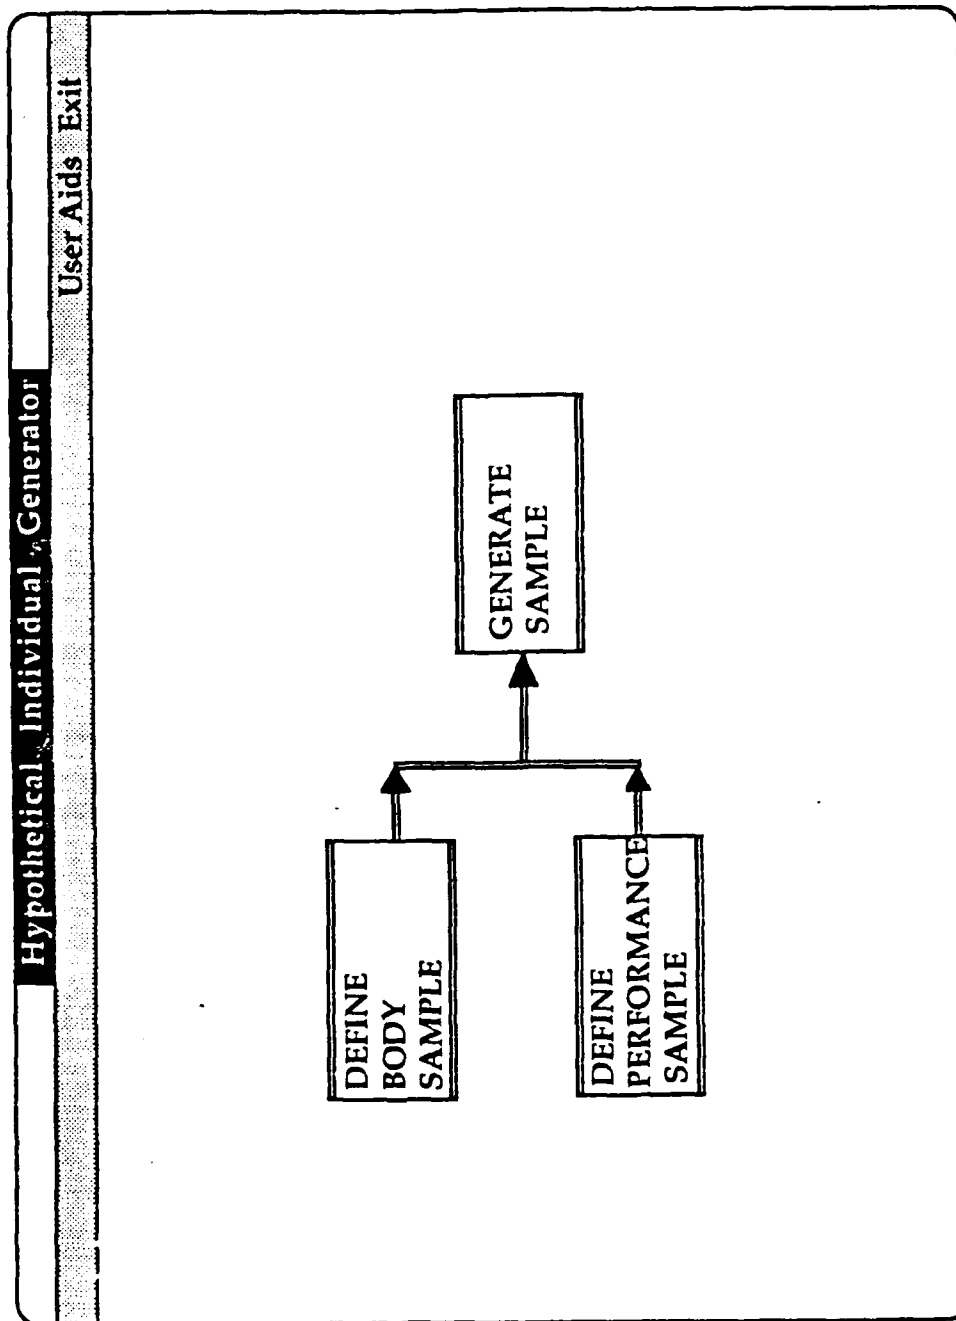 Hypothetical Individual Generator
User Aids Exit
DEFINE
BODY
SAMPLE
DEFINE
PERFORMANCE
SAMPLE
GENERATE
SAMPLE